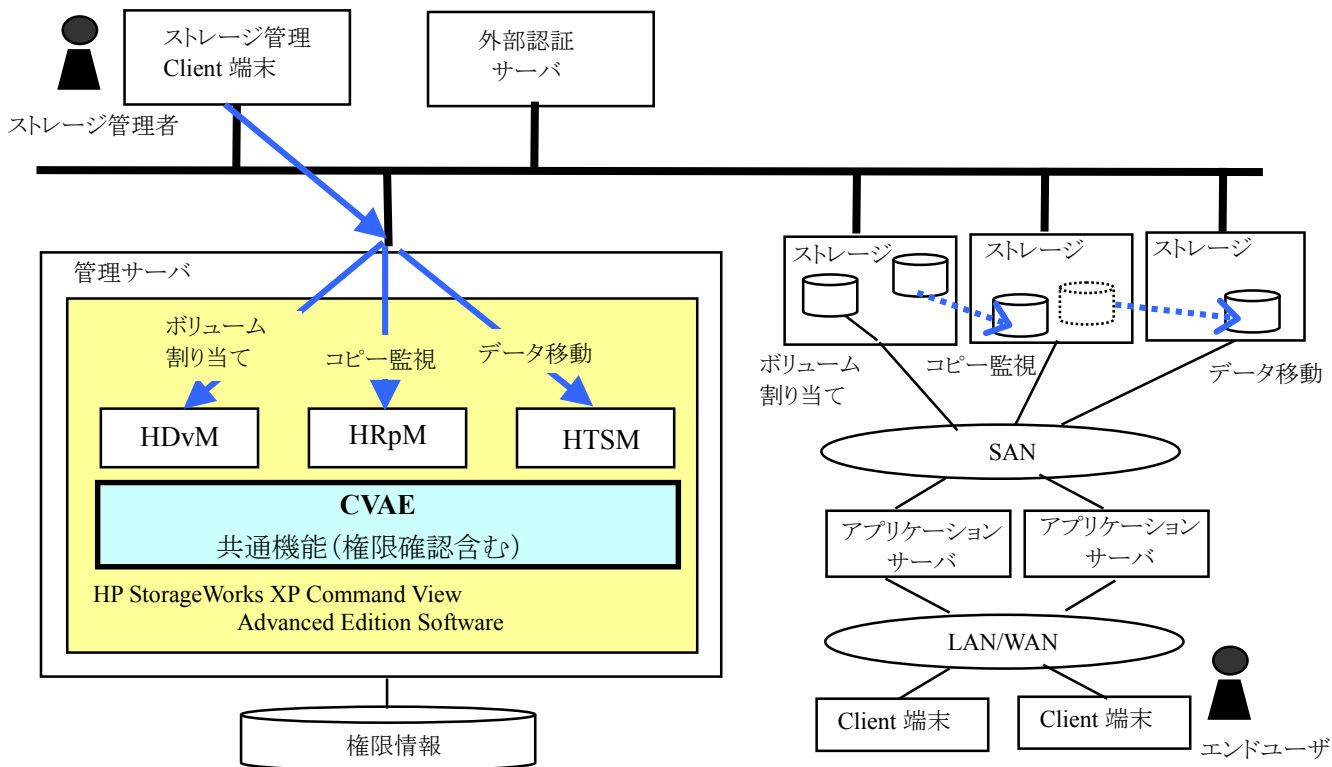 ストレージ管理
Client 端末
外部認証
サーバ
ストレージ管理者
管理サーバ
ボリューム
割り当て
コピー監視
データ移動
HDvM
HRpM
HTSM
CVAE
共通機能(権限確認含む)
HP StorageWorks XP Command View
Advanced Edition Software
権限情報
ストレージ
ストレージ
ストレージ
ボリューム
割り当て
コピー監視
データ移動
SAN
アプリケーション
サーバ
アプリケーション
サーバ
LAN/WAN
Client 端末
Client 端末
エンドユーザ